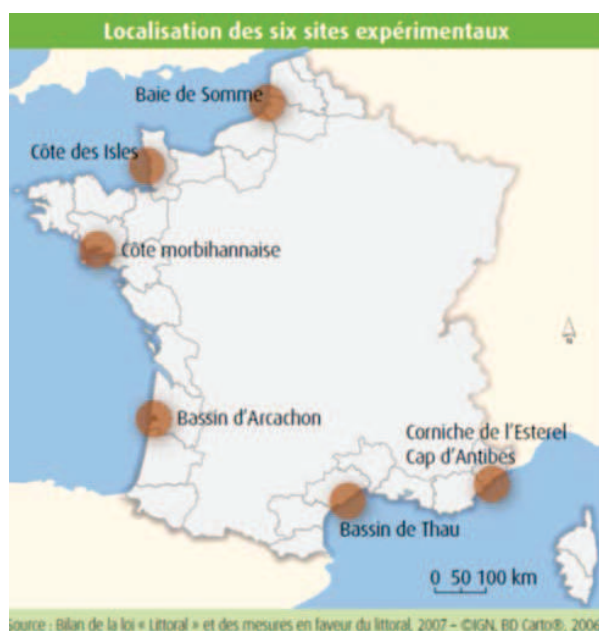 Localisation des six sites expérimentaux
Baie de Somme
Côte des Isles
Côte morbihannaise
Bassin d'Arcachon
Corniche de l'Esterel
Cap d'Antibes
Bassin de Thau
0 50 100 km
N
Source : Bilan de la loi « Littoral » et des mesures en faveur du littoral, 2007 – ©IGN, BD Carto®, 2006